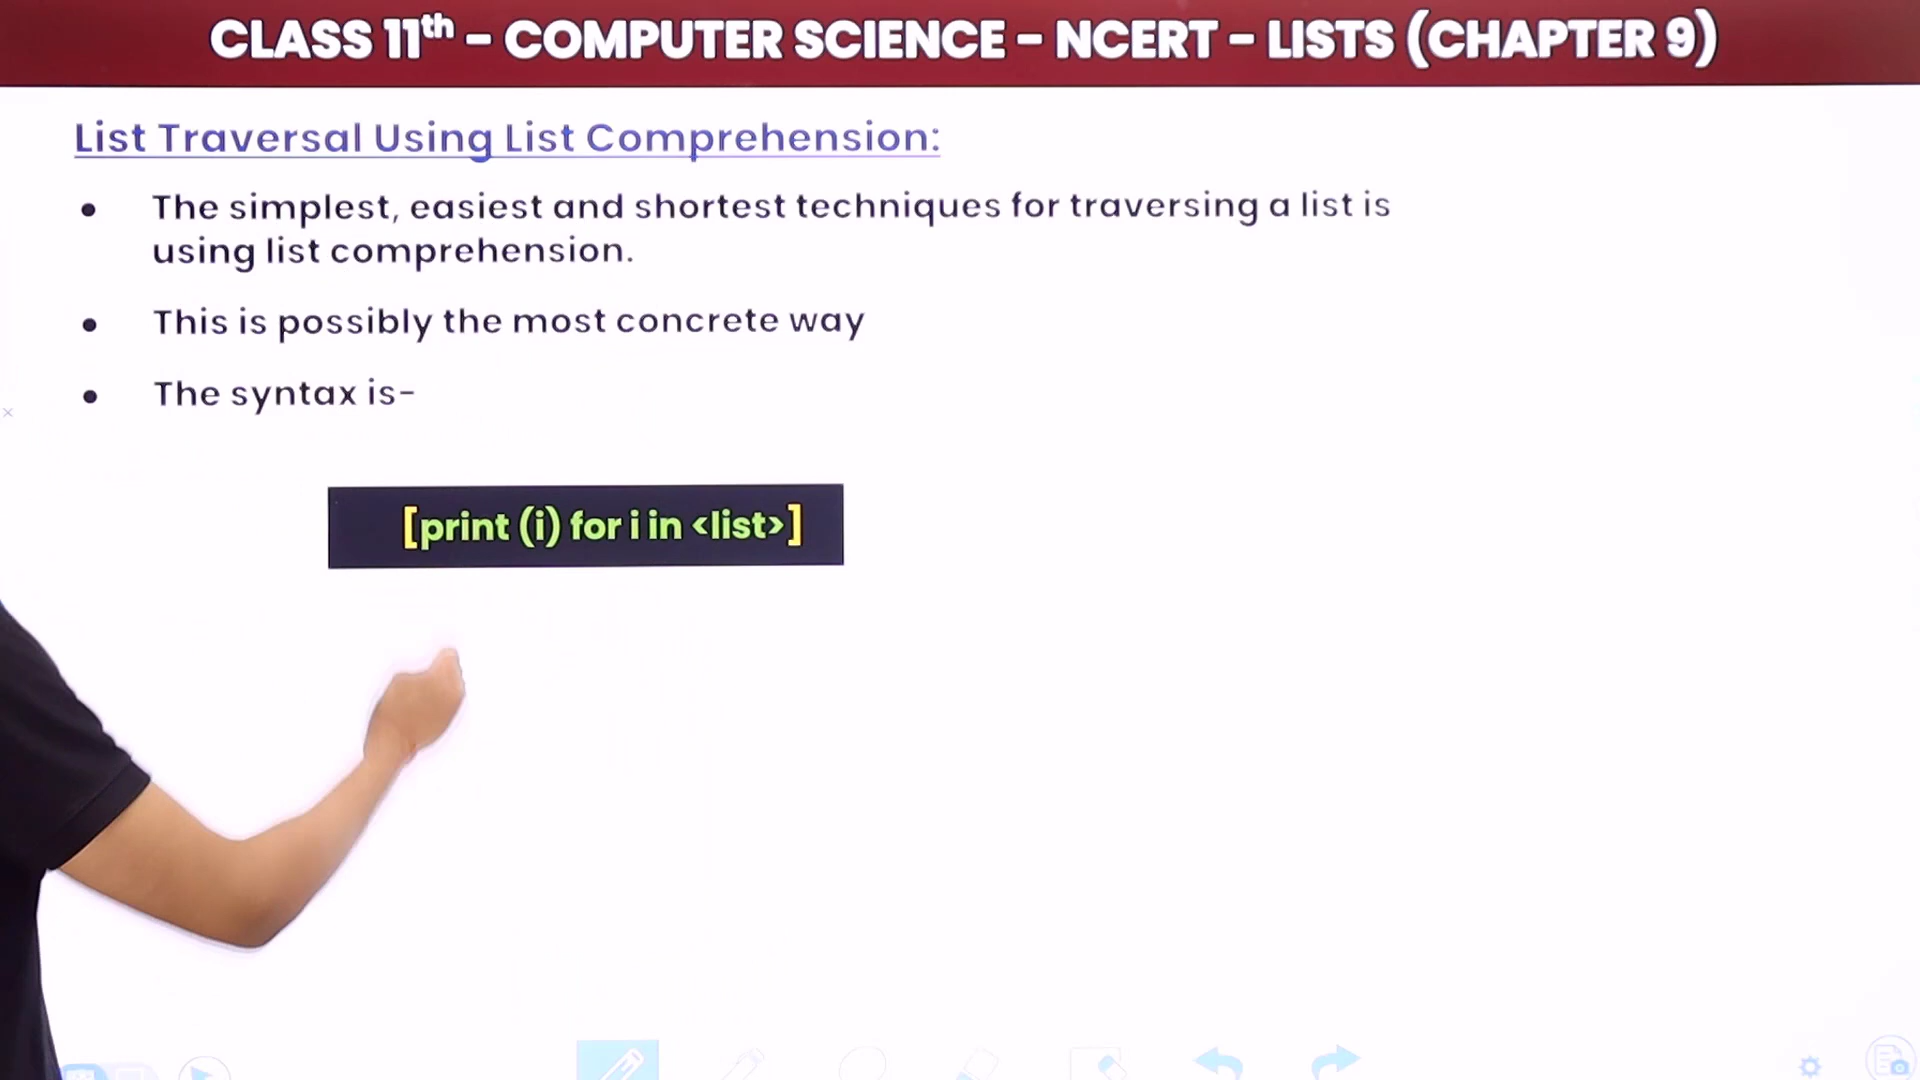 CLASS 11th - COMPUTER SCIENCE - NCERT - LISTS (CHAPTER 9)
List Traversal Using List Comprehension:
• The simplest, easiest and shortest techniques for traversing a list is
using list comprehension.
• This is possibly the most concrete way
• The syntax is-
[print (i) for i in <list>]